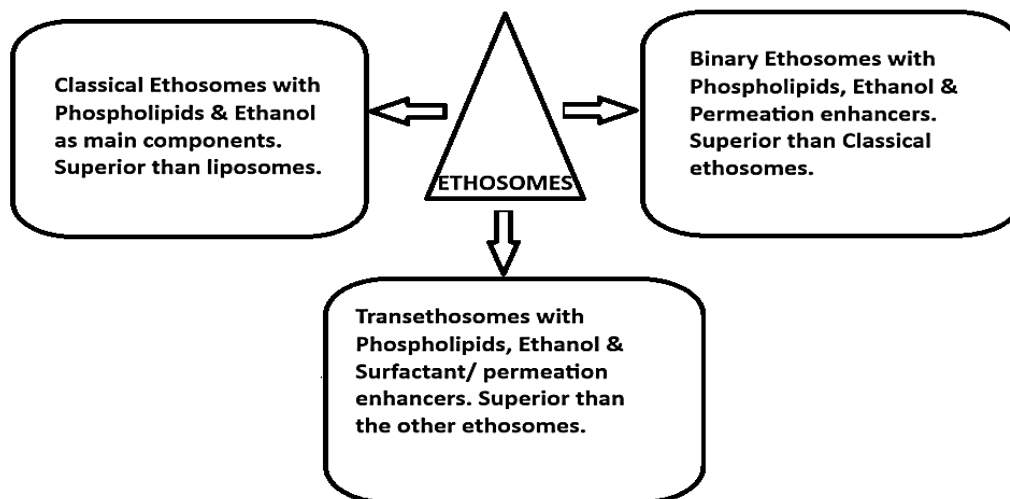 Classical Ethosomes with
Phospholipids & Ethanol
as main components.
Superior than liposomes.
ETHOSOMES
Binary Ethosomes with
Phospholipids, Ethanol &
Permeation enhancers.
Superior than Classical
ethosomes.
Transethosomes with
Phospholipids, Ethanol &
Surfactant/ permeation
enhancers. Superior than
the other ethosomes.